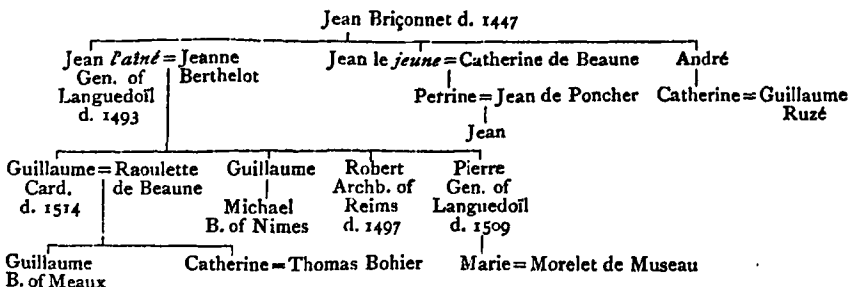 Jean Briçonnet d. 1447
Jean l'aîné = Jeanne Jean le jeune = Catherine de Beaune André
Gen. of Berthelot
Languedoïl Perrine = Jean de Poncher Catherine = Guillaume
d. 1493 Ruzé
Jean
Guillaume = Raoulette Guillaume Robert Pierre
Card. de Beaune Archb. of Gen. of
d. 1514 Michael Reims Languedoïl
B. of Nimes d. 1497 d. 1509
Guillaume Catherine = Thomas Bohier Marie = Morelet de Museau
B. of Meaux